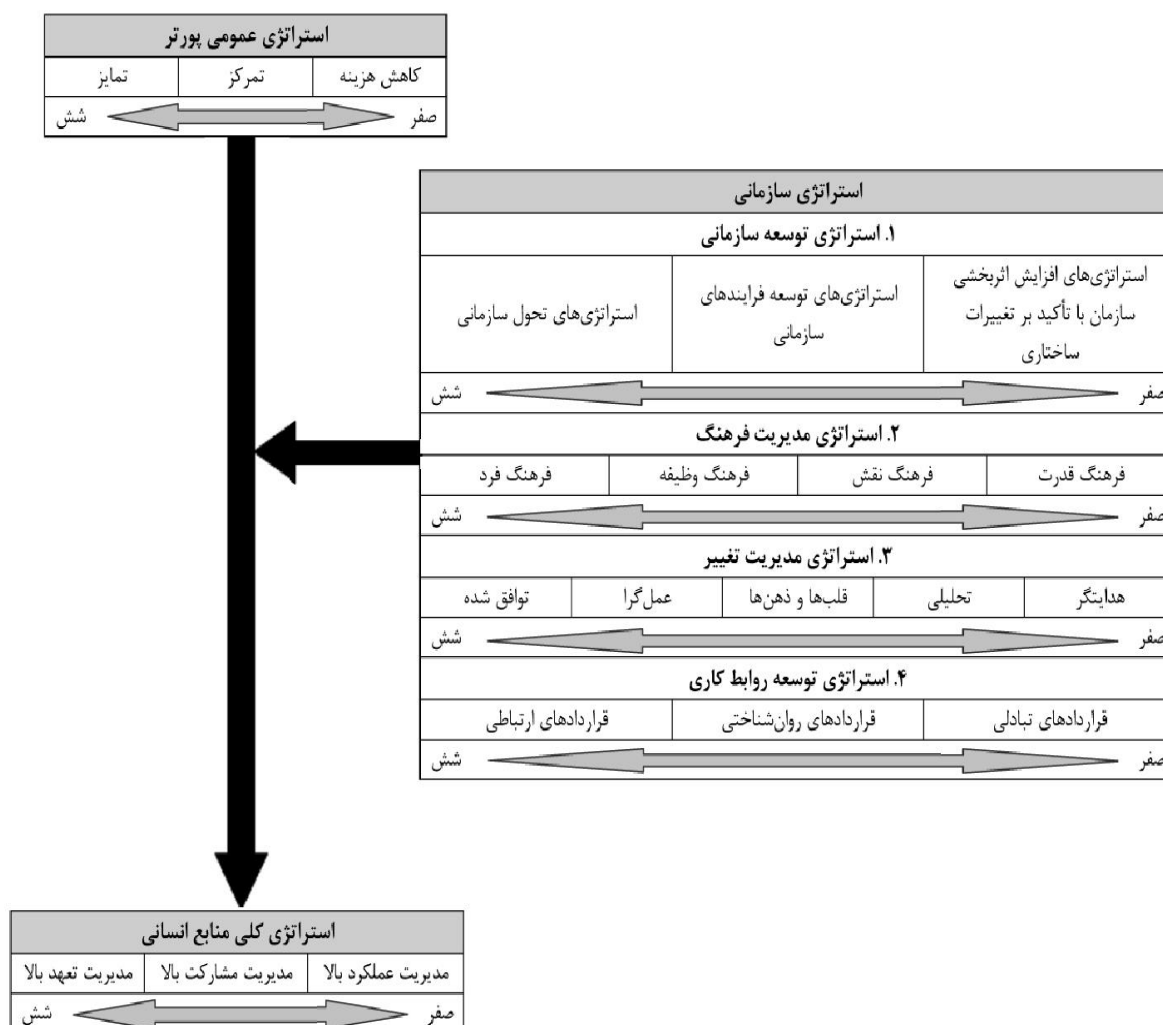 استراتژی عمومی پورتر
کاهش هزینه
تمرکز
تمایز
صفر
شش
استراتژی سازمانی
۱. استراتژی توسعه سازمانی
استراتژی‌های افزایش اثربخشی
سازمان با تأکید بر تغییرات
ساختاری
استراتژی‌های توسعه فرایندهای
سازمانی
استراتژی‌های تحول سازمانی
صفر
شش
۲. استراتژی مدیریت فرهنگ
فرهنگ قدرت
فرهنگ نقش
فرهنگ وظیفه
فرهنگ فرد
صفر
شش
۳. استراتژی مدیریت تغییر
هدایتگر
تحلیلی
قلب‌ها و ذهن‌ها
عمل‌گرا
توافق شده
صفر
شش
۴. استراتژی توسعه روابط کاری
قراردادهای تبادلی
قراردادهای روان‌شناختی
قراردادهای ارتباطی
صفر
شش
استراتژی کلی منابع انسانی
مدیریت عملکرد بالا
مدیریت مشارکت بالا
مدیریت تعهد بالا
صفر
شش